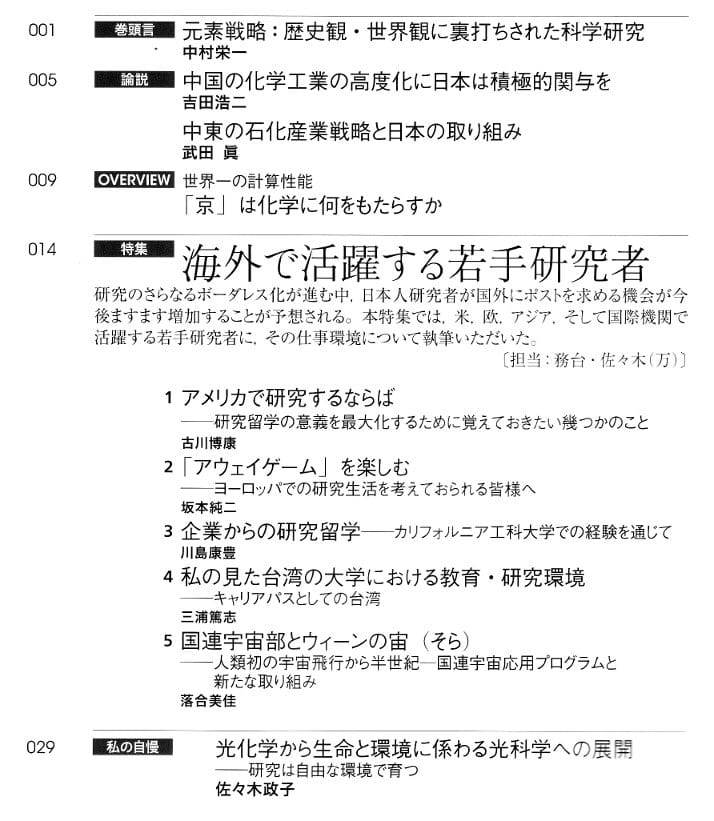 001 巻頭言 元素戦略：歴史観・世界観に裏打ちされた科学研究
中村栄一
005 論説 中国の化学工業の高度化に日本は積極的関与を
吉田浩二
中東の石化産業戦略と日本の取り組み
武田 眞
009 OVERVIEW 世界一の計算性能
「京」は化学に何をもたらすか
014 特集 海外で活躍する若手研究者
研究のさらなるボーダレス化が進む中，日本人研究者が国外にポストを求める機会が今
後ますます増加することが予想される。本特集では，米，欧，アジア，そして国際機関で
活躍する若手研究者に，その仕事環境について執筆いただいた。
〔担当：務台・佐々木(万)〕
1 アメリカで研究するならば
――研究留学の意義を最大化するために覚えておきたい幾つかのこと
古川博康
2 「アウェイゲーム」を楽しむ
――ヨーロッパでの研究生活を考えておられる皆様へ
坂本純二
3 企業からの研究留学――カリフォルニア工科大学での経験を通じて
川島康豊
4 私の見た台湾の大学における教育・研究環境
――キャリアパスとしての台湾
三浦篤志
5 国連宇宙部とウィーンの宙（そら）
――人類初の宇宙飛行から半世紀―国連宇宙応用プログラムと
新たな取り組み
落合美佳
029 私の自慢 光化学から生命と環境に係わる光科学への展開
――研究は自由な環境で育つ
佐々木政子